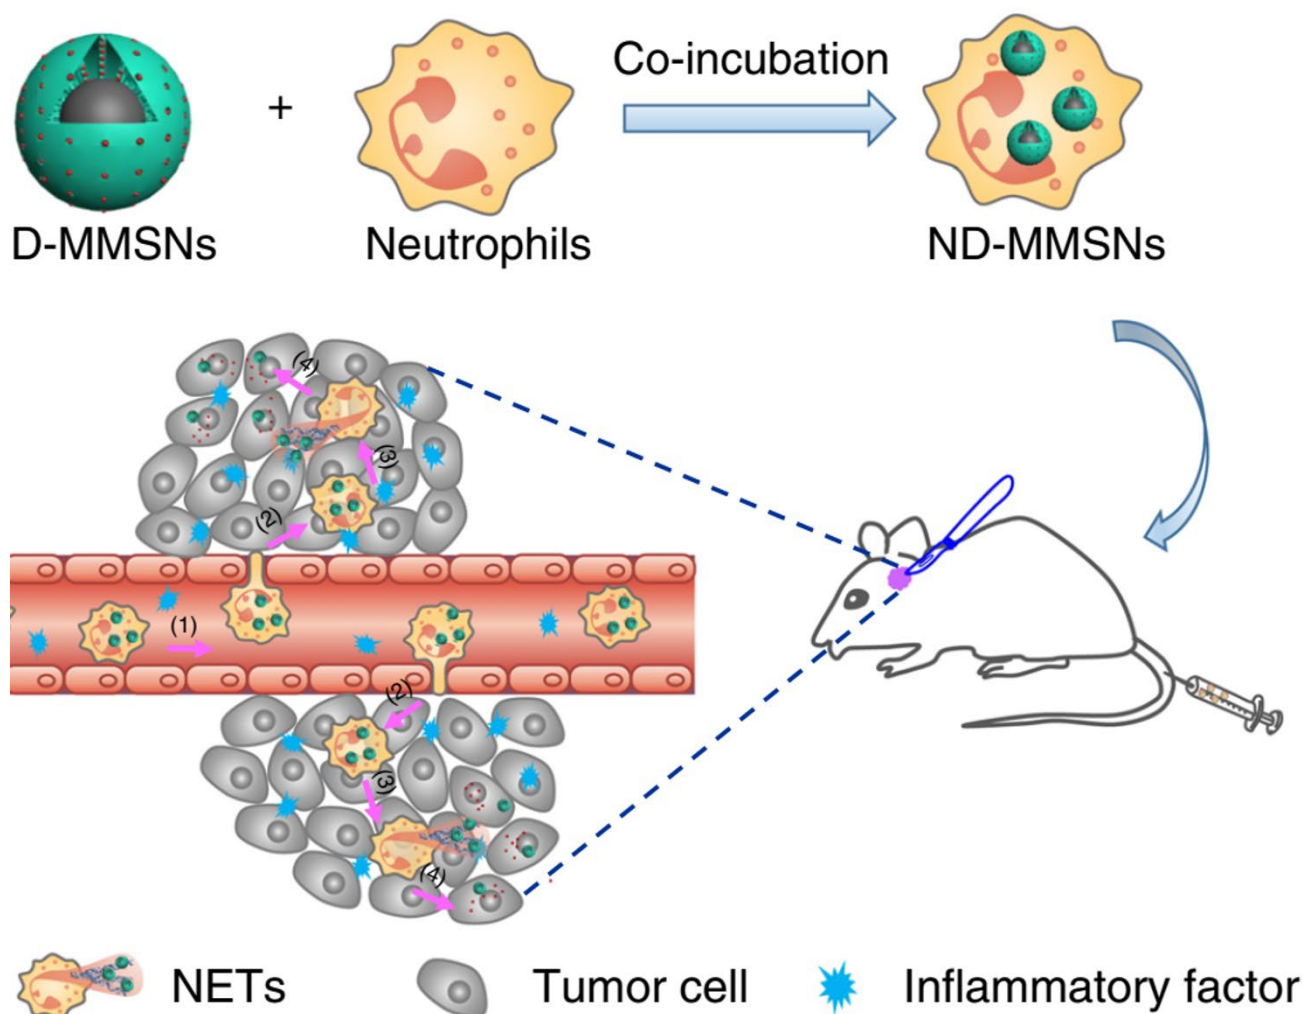 Co-incubation
+
D-MMSNs
Neutrophils
ND-MMSNs
(4)
(3)
(2)
(1)
(2)
(3)
(4)
NETs
Tumor cell
Inflammatory factor